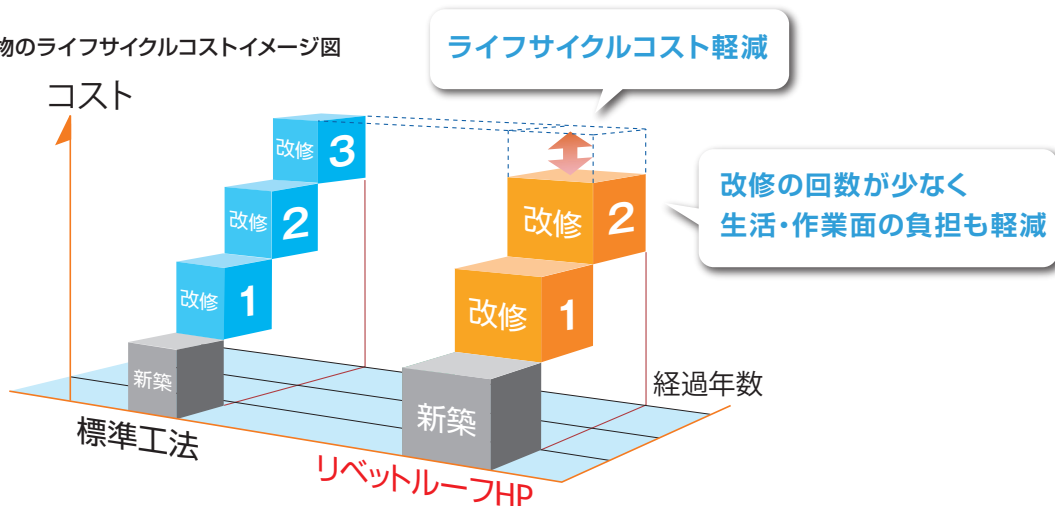 物のライフサイクルコストイメージ図
ライフサイクルコスト軽減
コスト
改修 3
改修 2
改修 1
新築
標準工法
改修 2
改修 1
新築
リベットルーフHP
改修の回数が少なく
生活・作業面の負担も軽減
経過年数